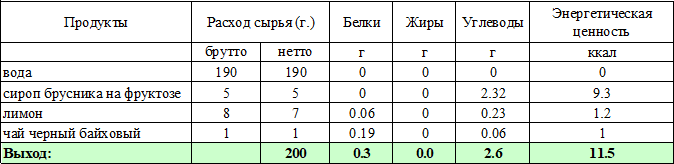 Продукты Расход сырья (г.) Белки Жиры Углеводы Энергетическая ценность
брутто нетто г г г ккал
вода 190 190 0 0 0 0
сироп брусника на фруктозе 5 5 0 0 2.32 9.3
лимон 8 7 0.06 0 0.23 1.2
чай черный байховый 1 1 0.19 0 0.06 1
Выход: 200 0.3 0.0 2.6 11.5